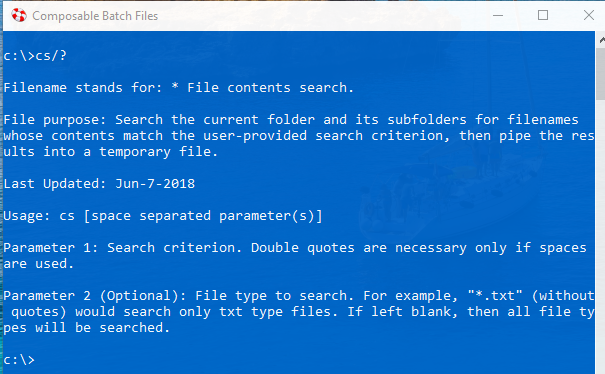 Composable Batch Files
c:\>cs/?
Filename stands for: * File contents search.
File purpose: Search the current folder and its subfolders for filenames
whose contents match the user-provided search criterion, then pipe the res
ults into a temporary file.
Last Updated: Jun-7-2018
Usage: cs [space separated parameter(s)]
Parameter 1: Search criterion. Double quotes are necessary only if spaces
are used.
Parameter 2 (Optional): File type to search. For example, "*.txt" (without
 quotes) would search only txt type files. If left blank, then all file ty
pes will be searched.
c:\>